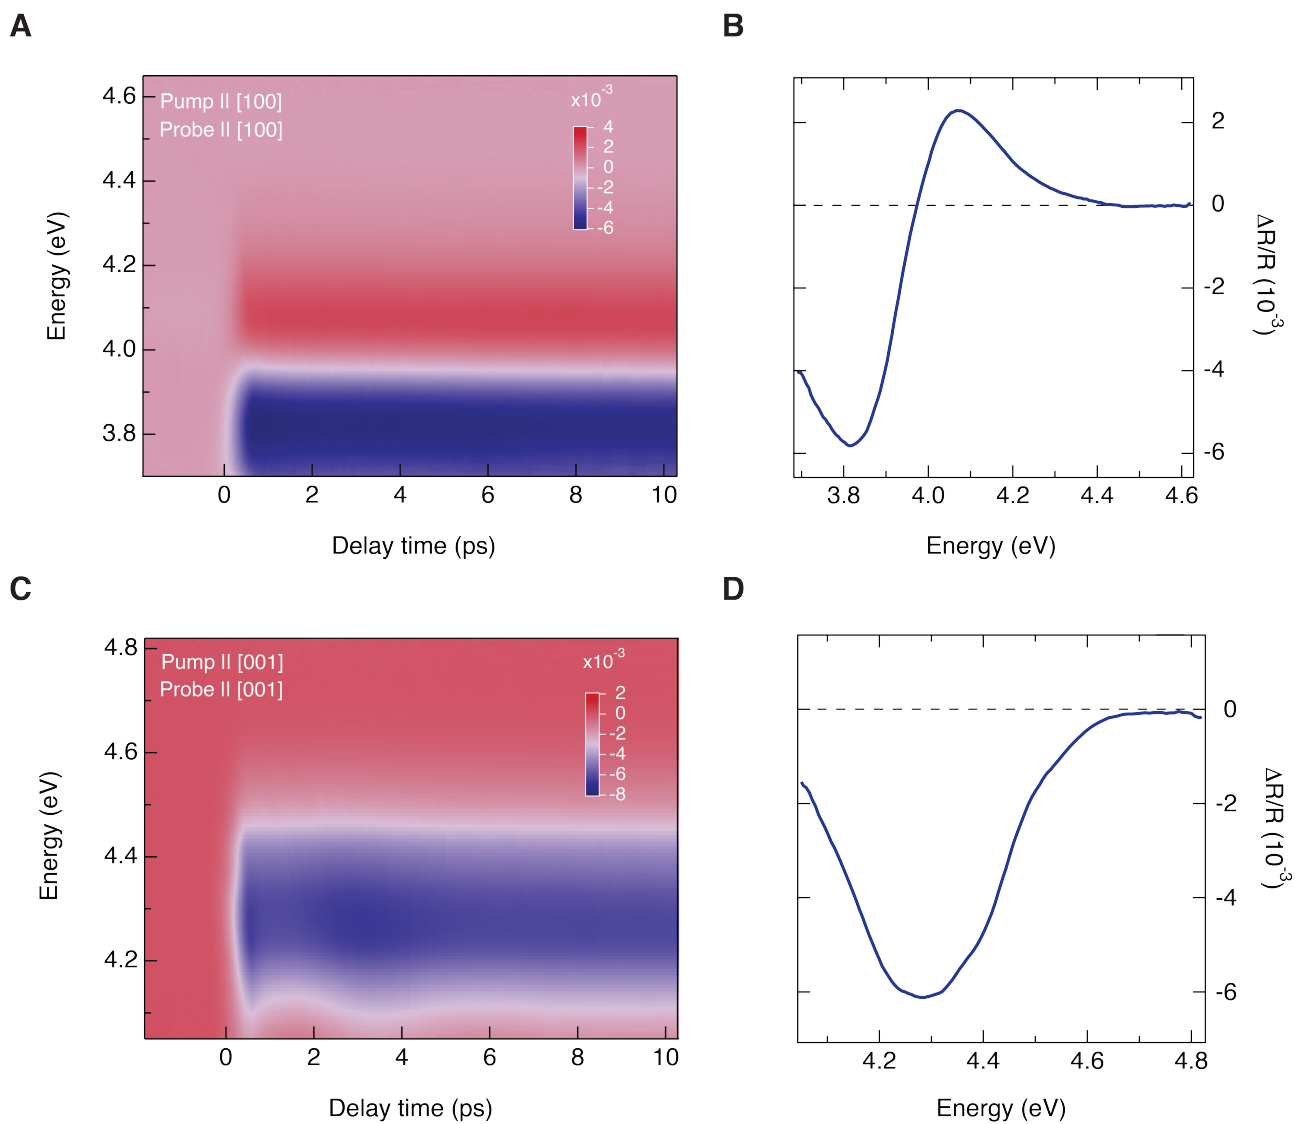 A
B
Pump II [100]
Probe II [100]
x10-3
4
2
0
-2
-4
-6
4.6
4.4
4.2
4.0
3.8
Energy (eV)
0
2
4
6
8
10
Delay time (ps)
2
0
-2
-4
-6
ΔR/R (10-3)
3.8
4.0
4.2
4.4
4.6
Energy (eV)
C
D
Pump II [001]
Probe II [001]
x10-3
2
0
-2
-4
-6
-8
4.8
4.6
4.4
4.2
Energy (eV)
0
2
4
6
8
10
Delay time (ps)
0
-2
-4
-6
ΔR/R (10-3)
4.2
4.4
4.6
4.8
Energy (eV)